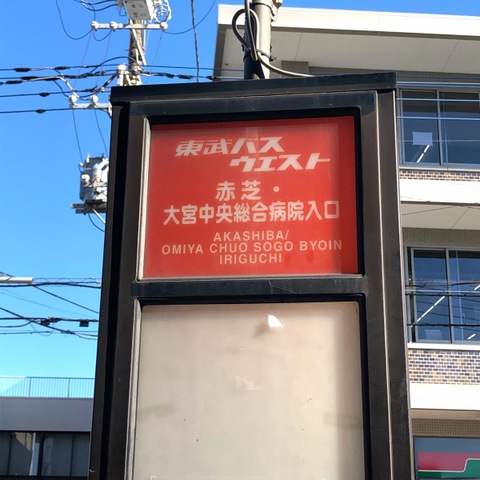 東武バス
ウエスト
赤芝・
大宮中央総合病院入口
AKASHIBA/
OMIYA CHUO SOGO BYOIN
IRIGUCHI